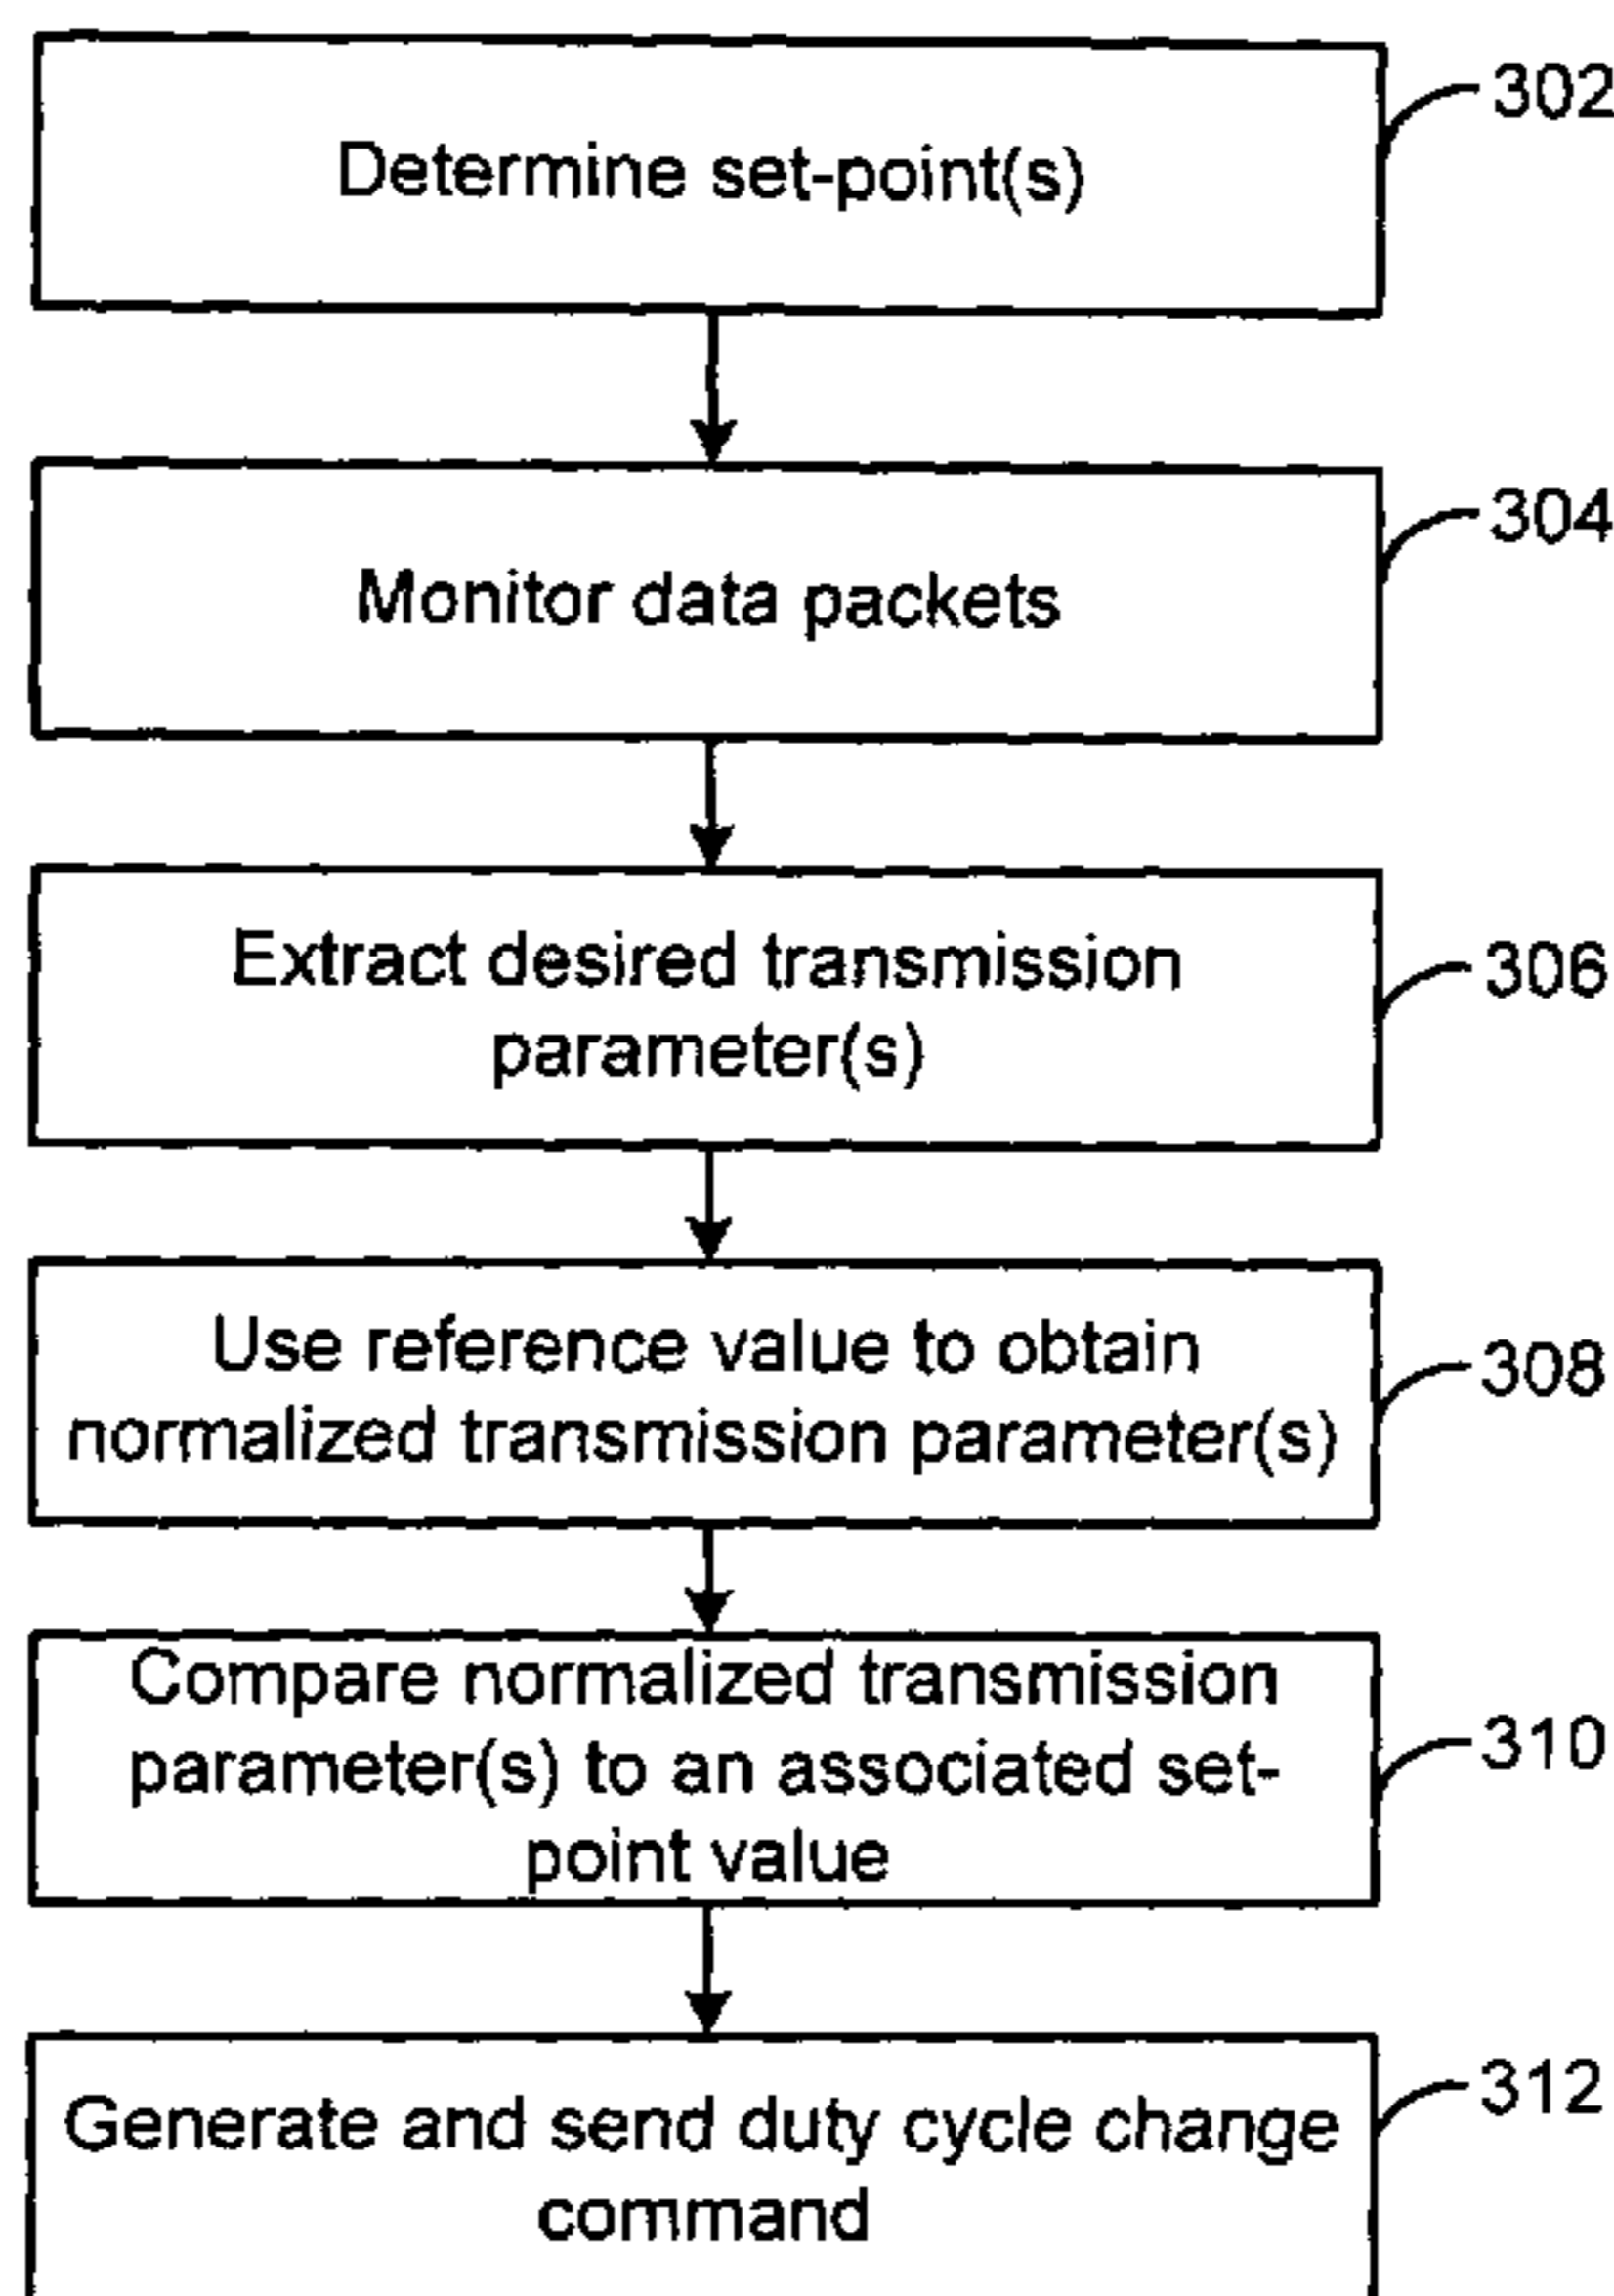 302
Determine set-point(s)
304
Monitor data packets
306
Extract desired transmission
parameter(s)
308
Use reference value to obtain
normalized transmission parameter(s)
310
Compare normalized transmission
parameter(s) to an associated set-
point value
312
Generate and send duty cycle change
command